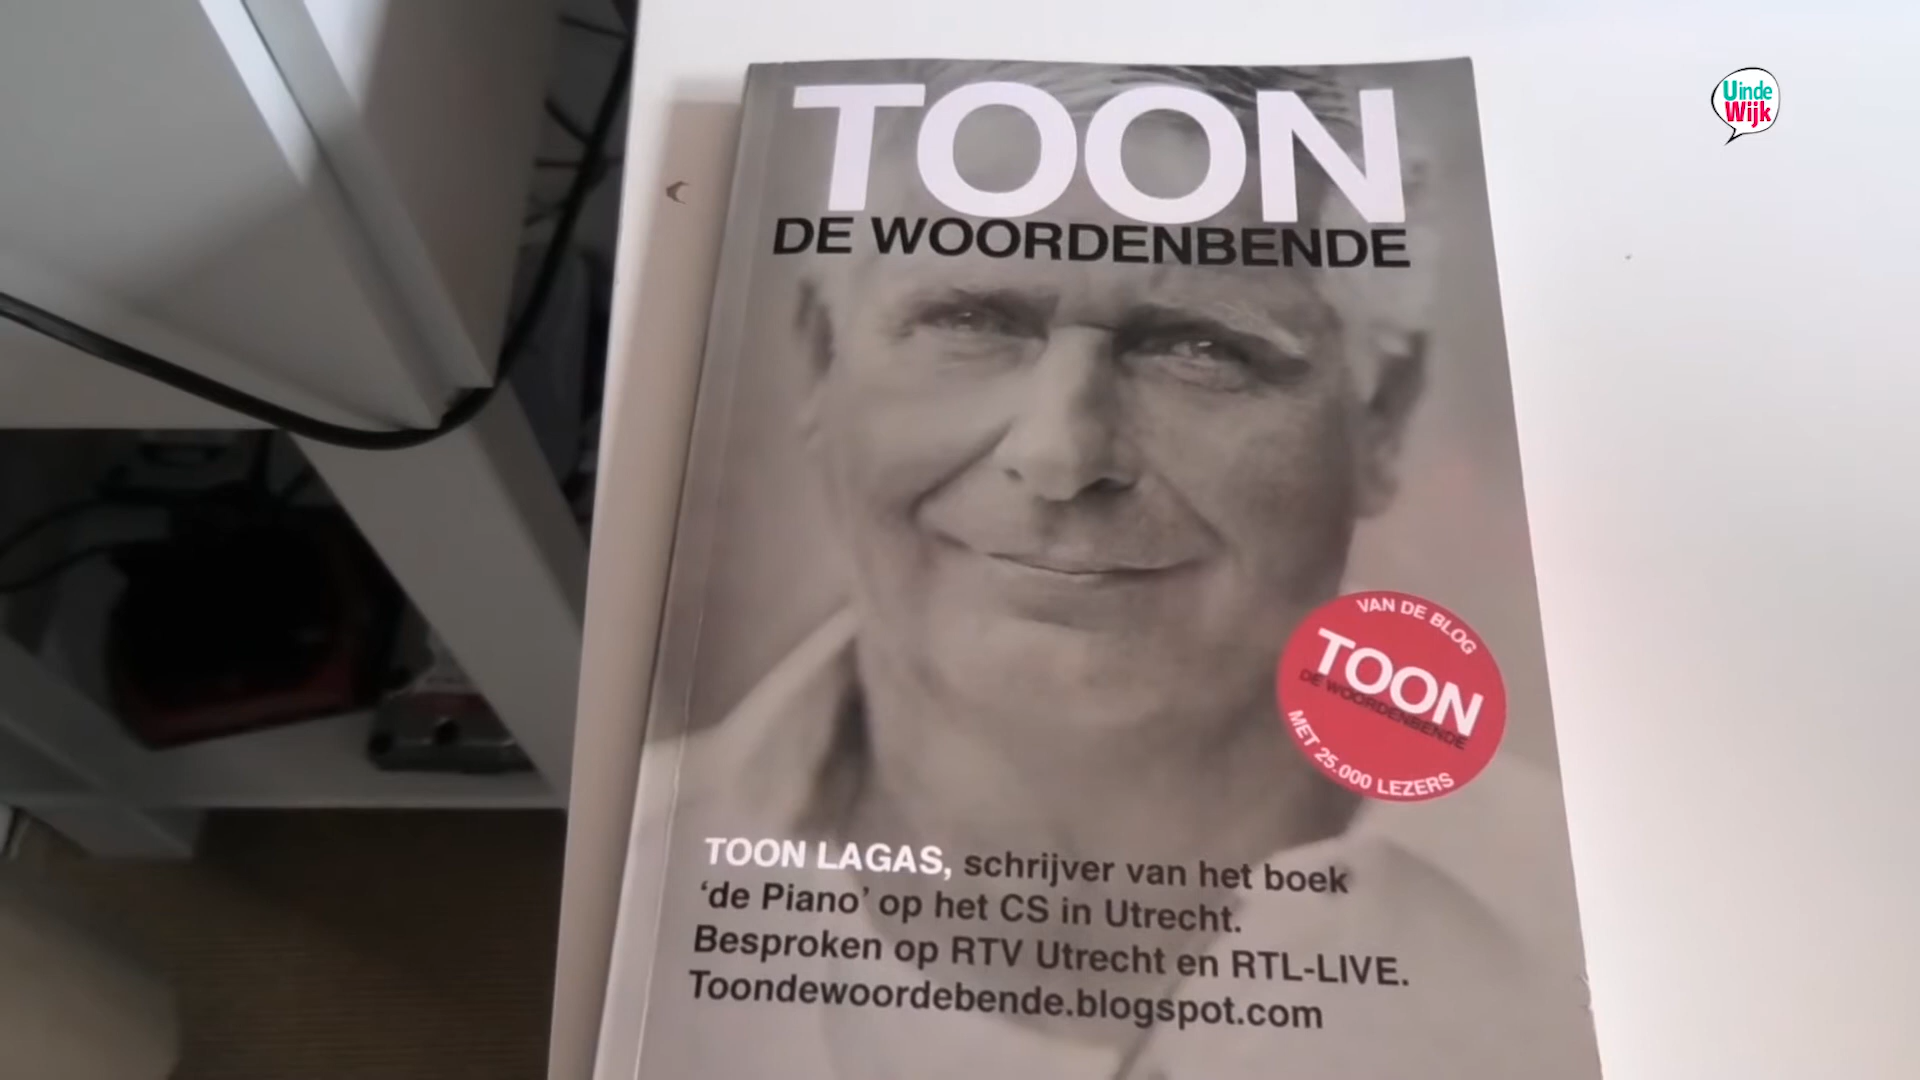 TOON
DE WOORDENBENDE
VAN DE BLOG
TOON
DE WOORDENBENDE
MET 25.000 LEZERS
TOON LAGAS, schrijver van het boek
‘de Piano’ op het CS in Utrecht.
Besproken op RTV Utrecht en RTL-LIVE.
Toondewoordebende.blogspot.com
Uinde
Wijk